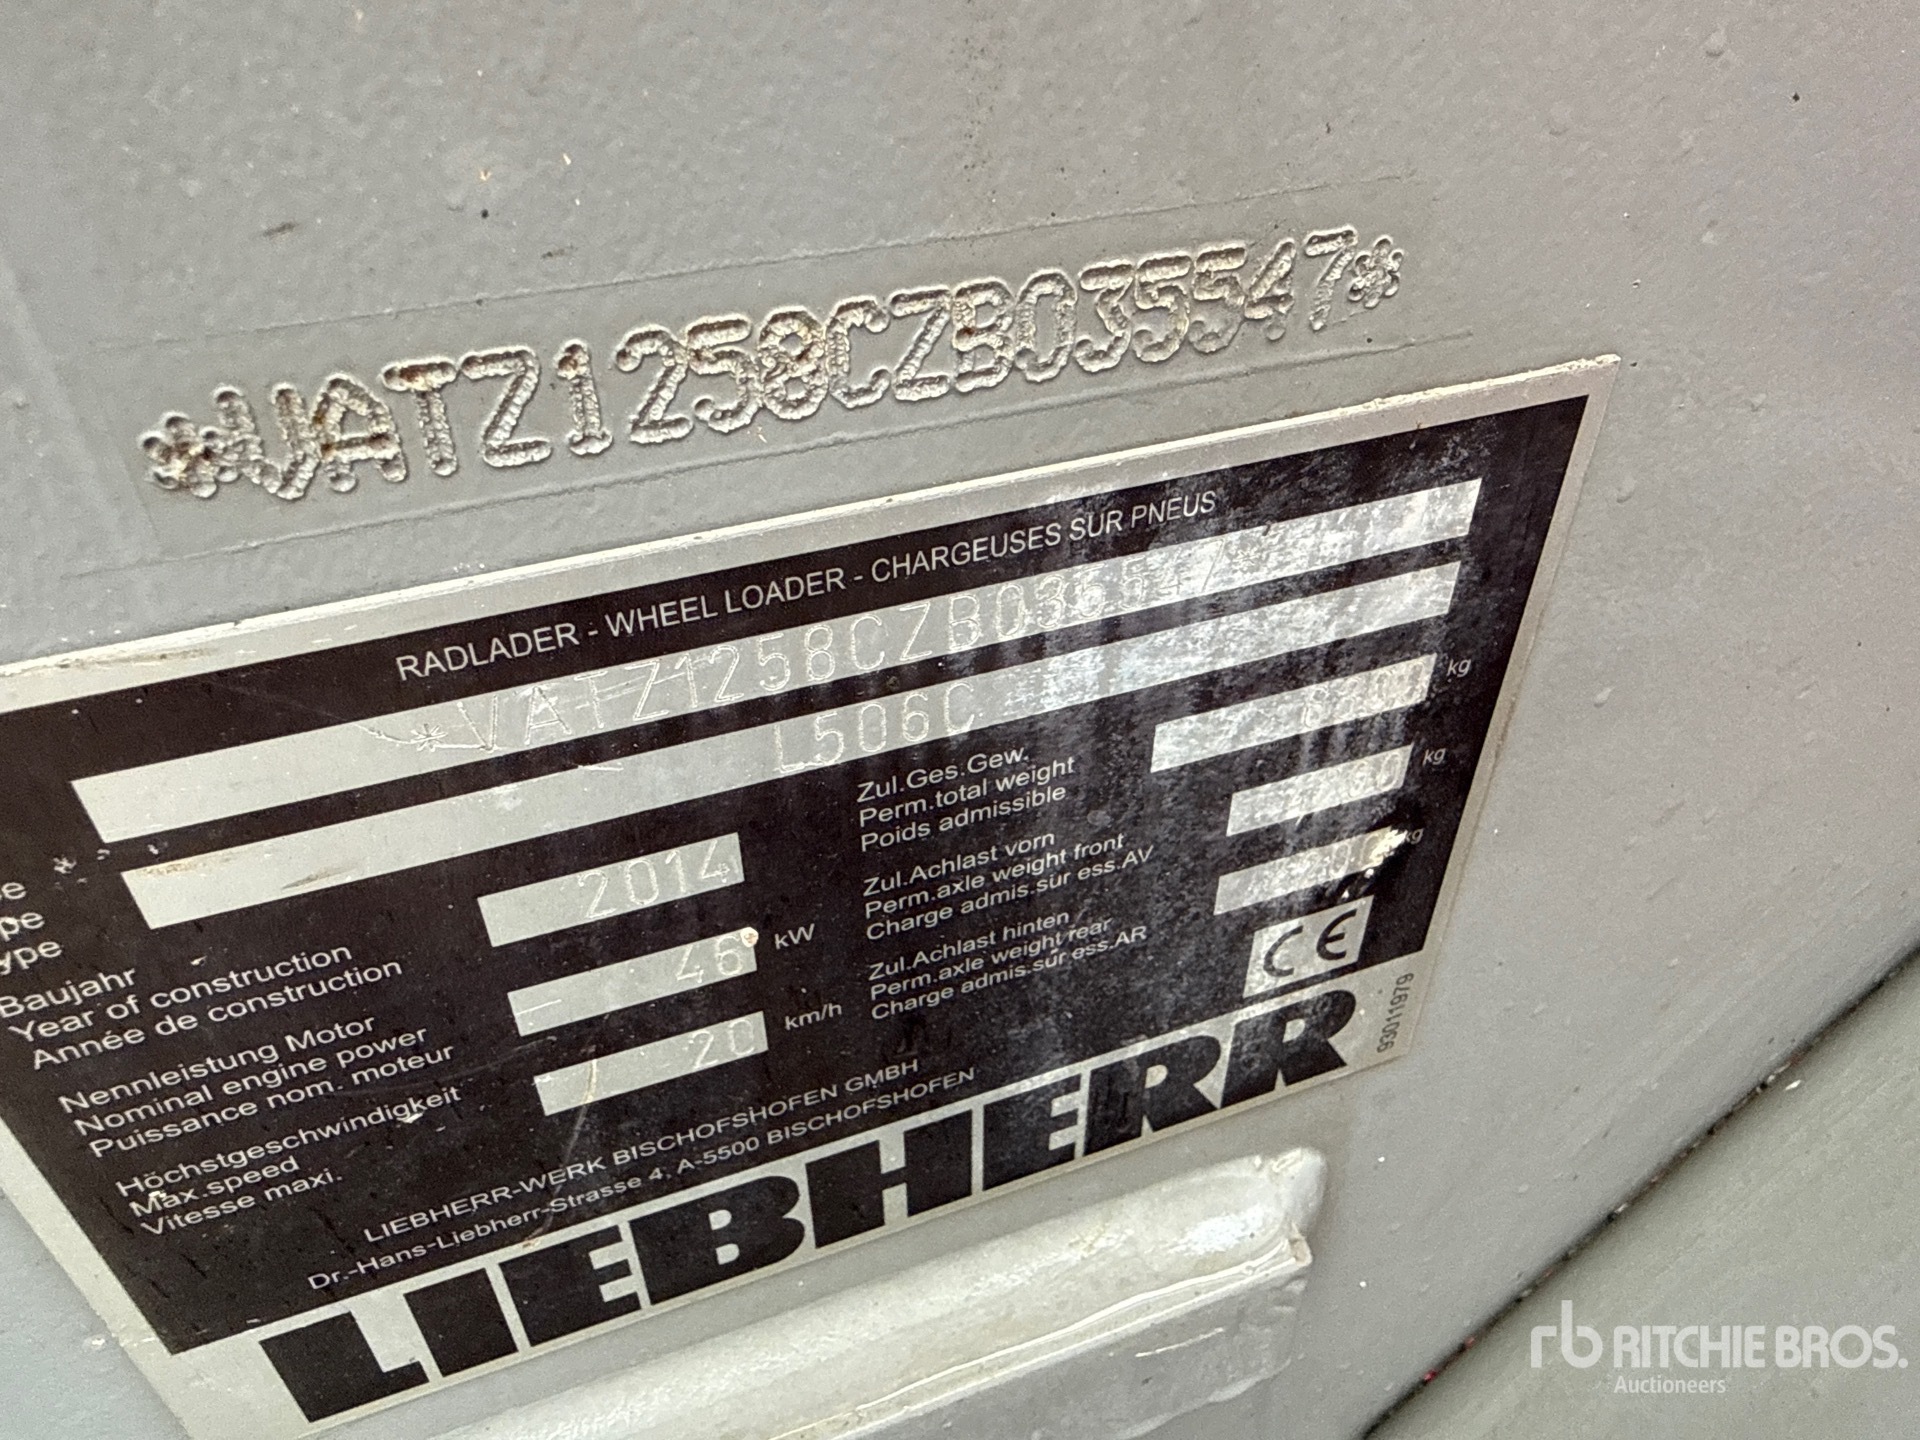 *VATZ1258CZB035547*
RADLADER - WHEEL LOADER - CHARGEUSES SUR PNEUS
*VATZ1258CZB035547*
L506C
Baujahr
Year of construction
Année de construction
2014
Nennleistung Motor
Nominal engine power
Puissance nom. moteur
46 kW
Höchstgeschwindigkeit
Max.speed
Vitesse maxi.
20 km/h
Zul.Ges.Gew.
Perm.total weight
Poids admissible
kg
Zul.Achlast vorn
Perm.axle weight front
Charge admis.sur ess.AV
kg
Zul.Achlast hinten
Perm.axle weight rear
Charge admis.sur ess.AR
kg
CE
LIEBHERR-WERK BISCHOFSHOFEN GMBH
Dr.-Hans-Liebherr-Strasse 4, A-5500 BISCHOFSHOFEN
LIEBHERR
93011979
rb RITCHIE BROS.
Auctioneers